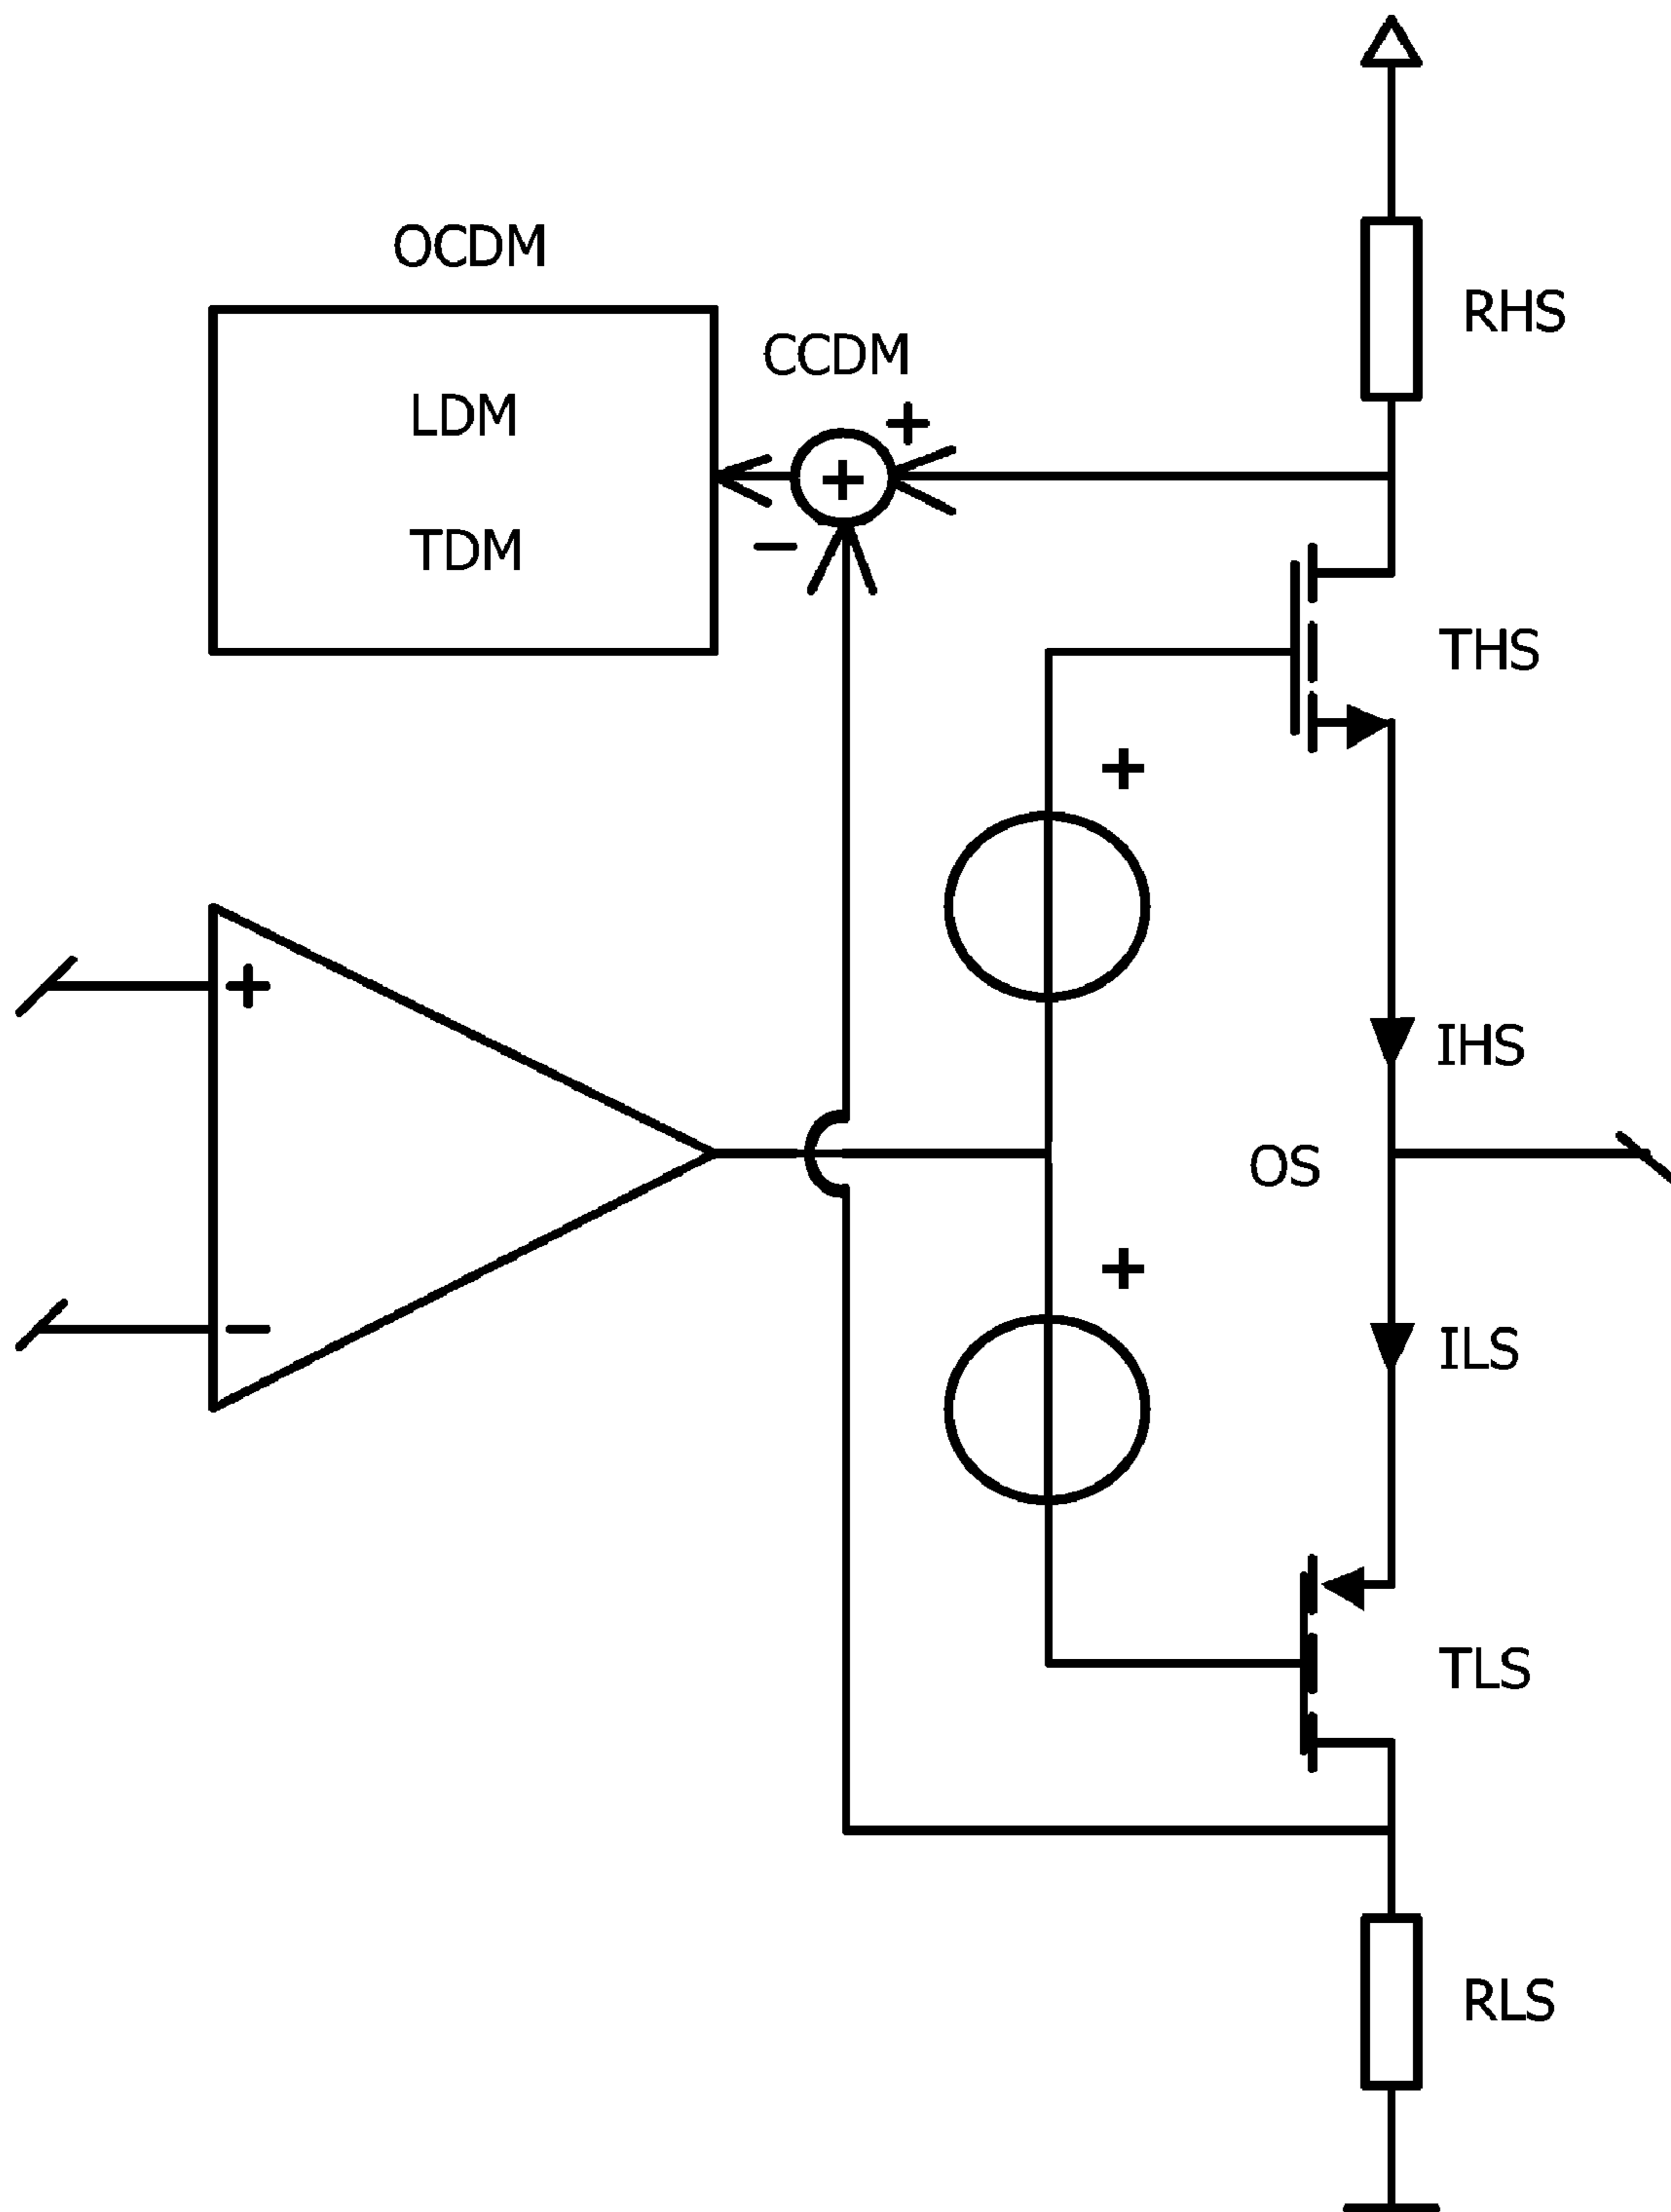 OCDM
RHS
CCDM
LDM
+
+
TDM
−
THS
+
+
IHS
OS
+
−
ILS
TLS
RLS